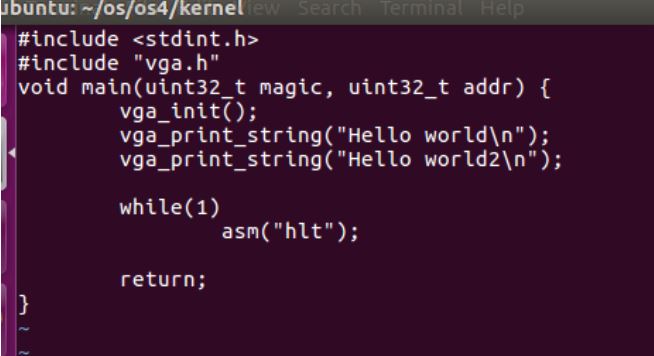 ubuntu: ~/os/os4/kernel View Search Terminal Help
#include <stdint.h>
#include "vga.h"
void main(uint32_t magic, uint32_t addr) {
        vga_init();
        vga_print_string("Hello world\n");
        vga_print_string("Hello world2\n");

        while(1)
                asm("hlt");

        return;
}
~
~